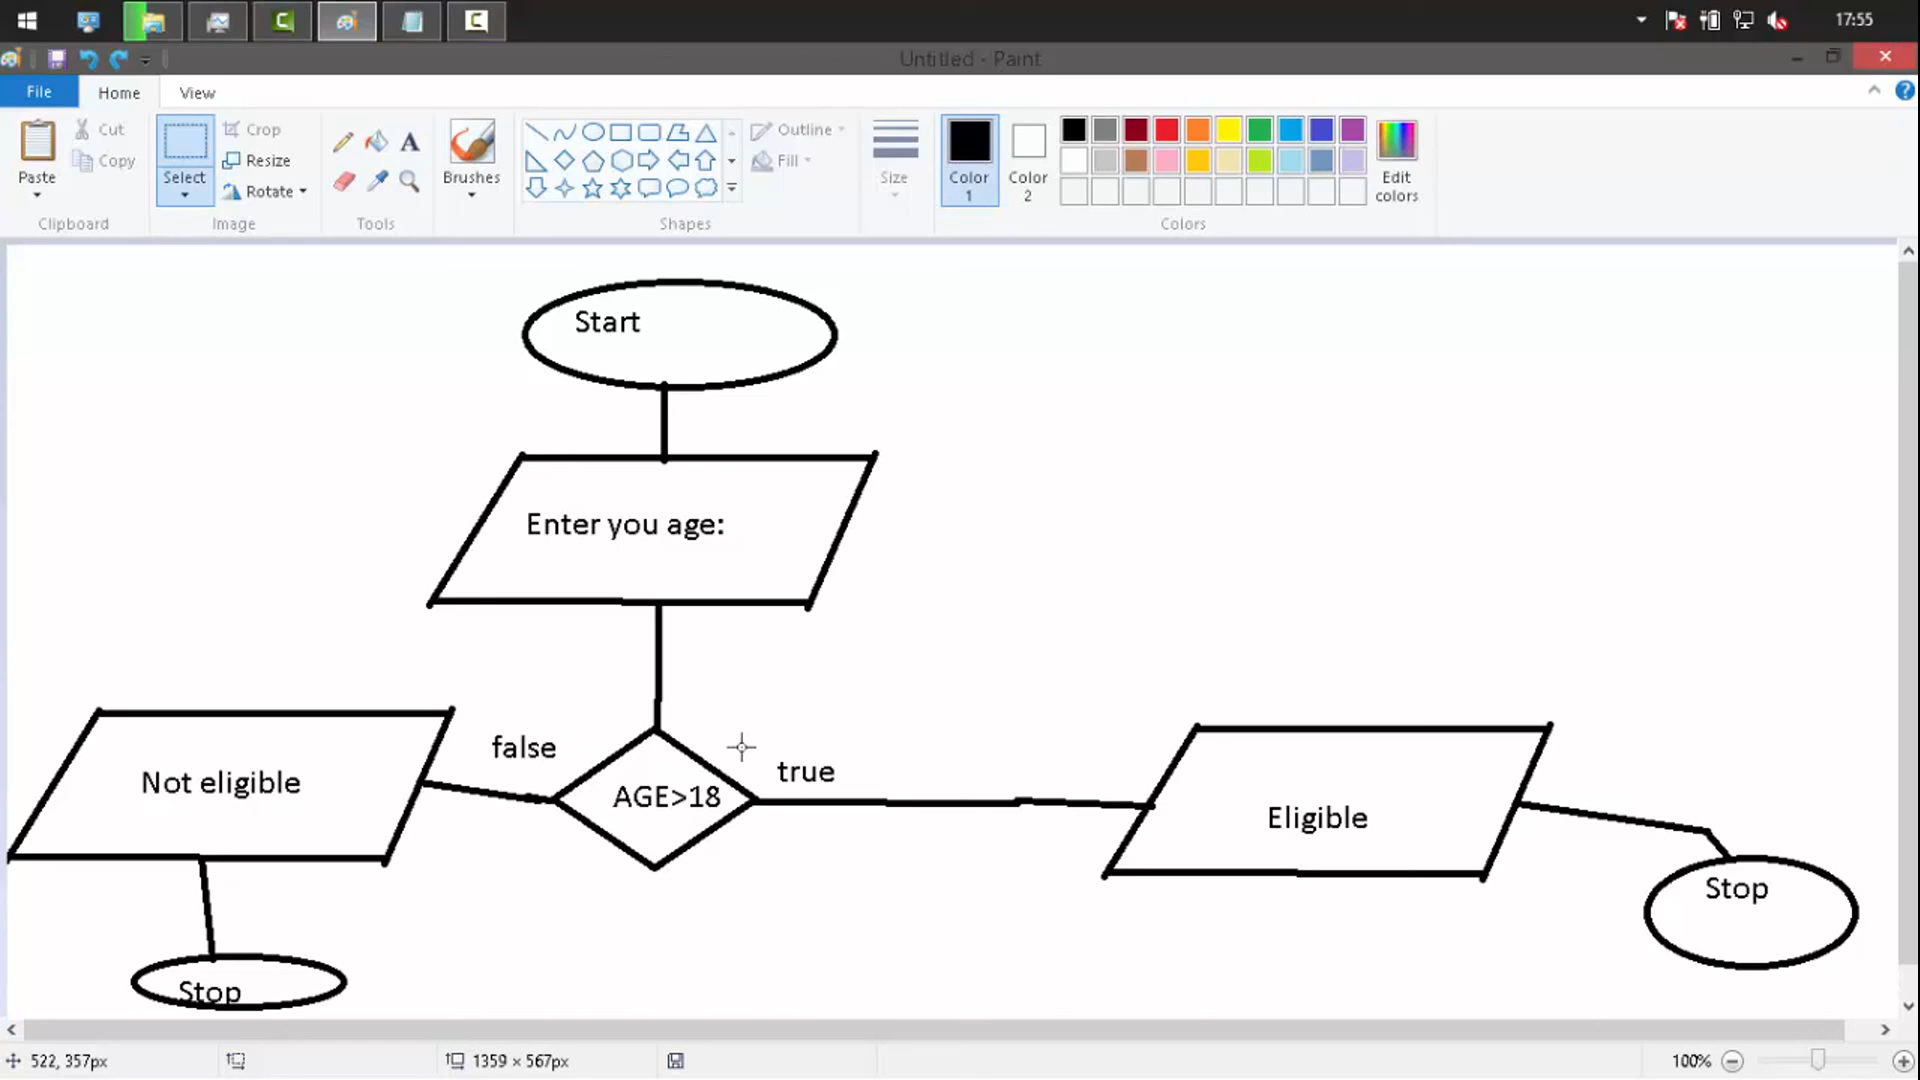 17:55
Untitled - Paint
File Home View
Paste
Cut
Copy
Clipboard
Select
Crop
Resize
Rotate
Image
A
Tools
Brushes
Shapes
Outline
Fill
Size
Color 1
Color 2
Edit colors
Colors
Start
Enter you age:
false
AGE>18
true
Not eligible
Eligible
Stop
Stop
522, 357px
1359 × 567px
100%